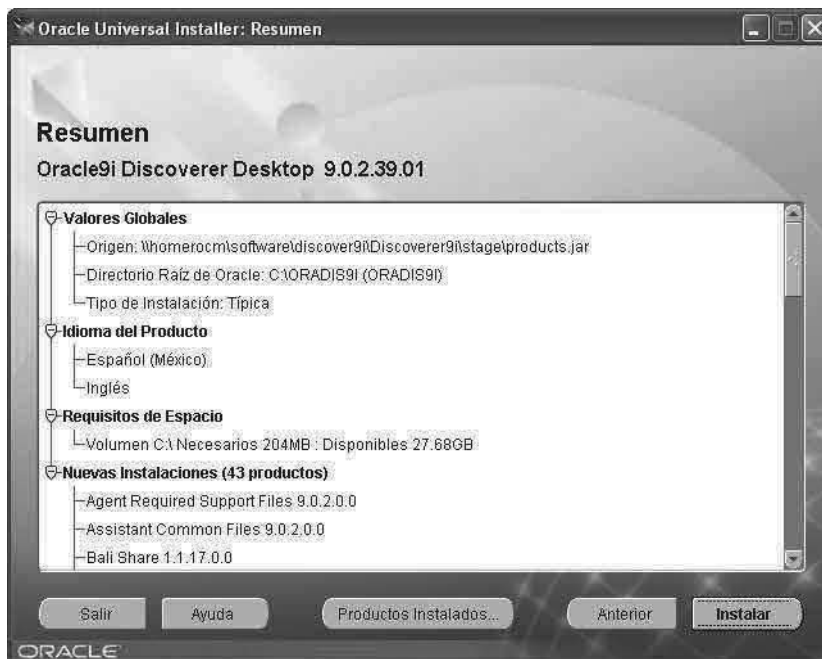 Oracle Universal Installer: Resumen
Resumen
Oracle9i Discoverer Desktop 9.0.2.39.01
Valores Globales
Origen: \\homerocm\software\discover9i\Discoverer9i\stage\products.jar
Directorio Raíz de Oracle: C:\ORADIS9I (ORADIS9I)
Tipo de Instalación: Típica
Idioma del Producto
Español (México)
Inglés
Requisitos de Espacio
Volumen C:\ Necesarios 204MB : Disponibles 27.68GB
Nuevas Instalaciones (43 productos)
Agent Required Support Files 9.0.2.0.0
Assistant Common Files 9.0.2.0.0
Bali Share 1.1.17.0.0
Salir Ayuda Productos Instalados... Anterior Instalar
ORACLE